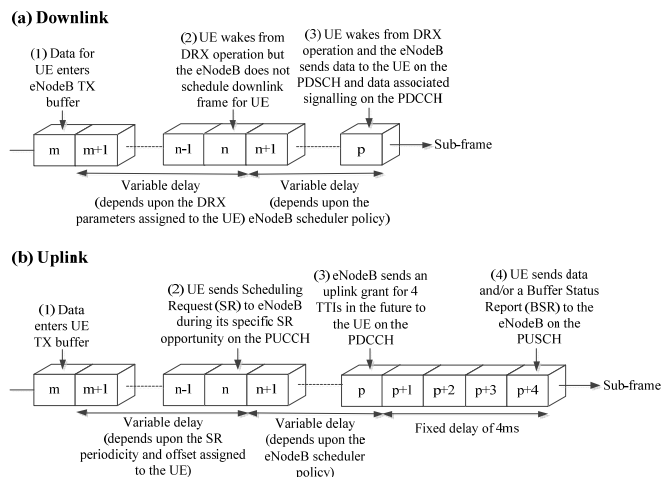 (a) Downlink
(1) Data for
UE enters
eNodeB TX
buffer
(2) UE wakes from
DRX operation but
the eNodeB does not
schedule downlink
frame for UE
(3) UE wakes from DRX
operation and the eNodeB
sends data to the UE on the
PDSCH and data associated
signalling on the PDCCH
m m+1 n-1 n n+1 p
Sub-frame
Variable delay
(depends upon the DRX
parameters assigned to the UE)
Variable delay
(depends upon the
eNodeB scheduler policy)
(b) Uplink
(1) Data
enters UE
TX buffer
(2) UE sends Scheduling
Request (SR) to eNodeB
during its specific SR
opportunity on the PUCCH
(3) eNodeB sends an
uplink grant for 4
TTIs in the future to
the UE on the
PDCCH
(4) UE sends data
and/or a Buffer Status
Report (BSR) to the
eNodeB on the
PUSCH
m m+1 n-1 n n+1 p p+1 p+2 p+3 p+4
Sub-frame
Variable delay
(depends upon the SR
periodicity and offset assigned
to the UE)
Variable delay
(depends upon the
eNodeB scheduler
policy)
Fixed delay of 4ms